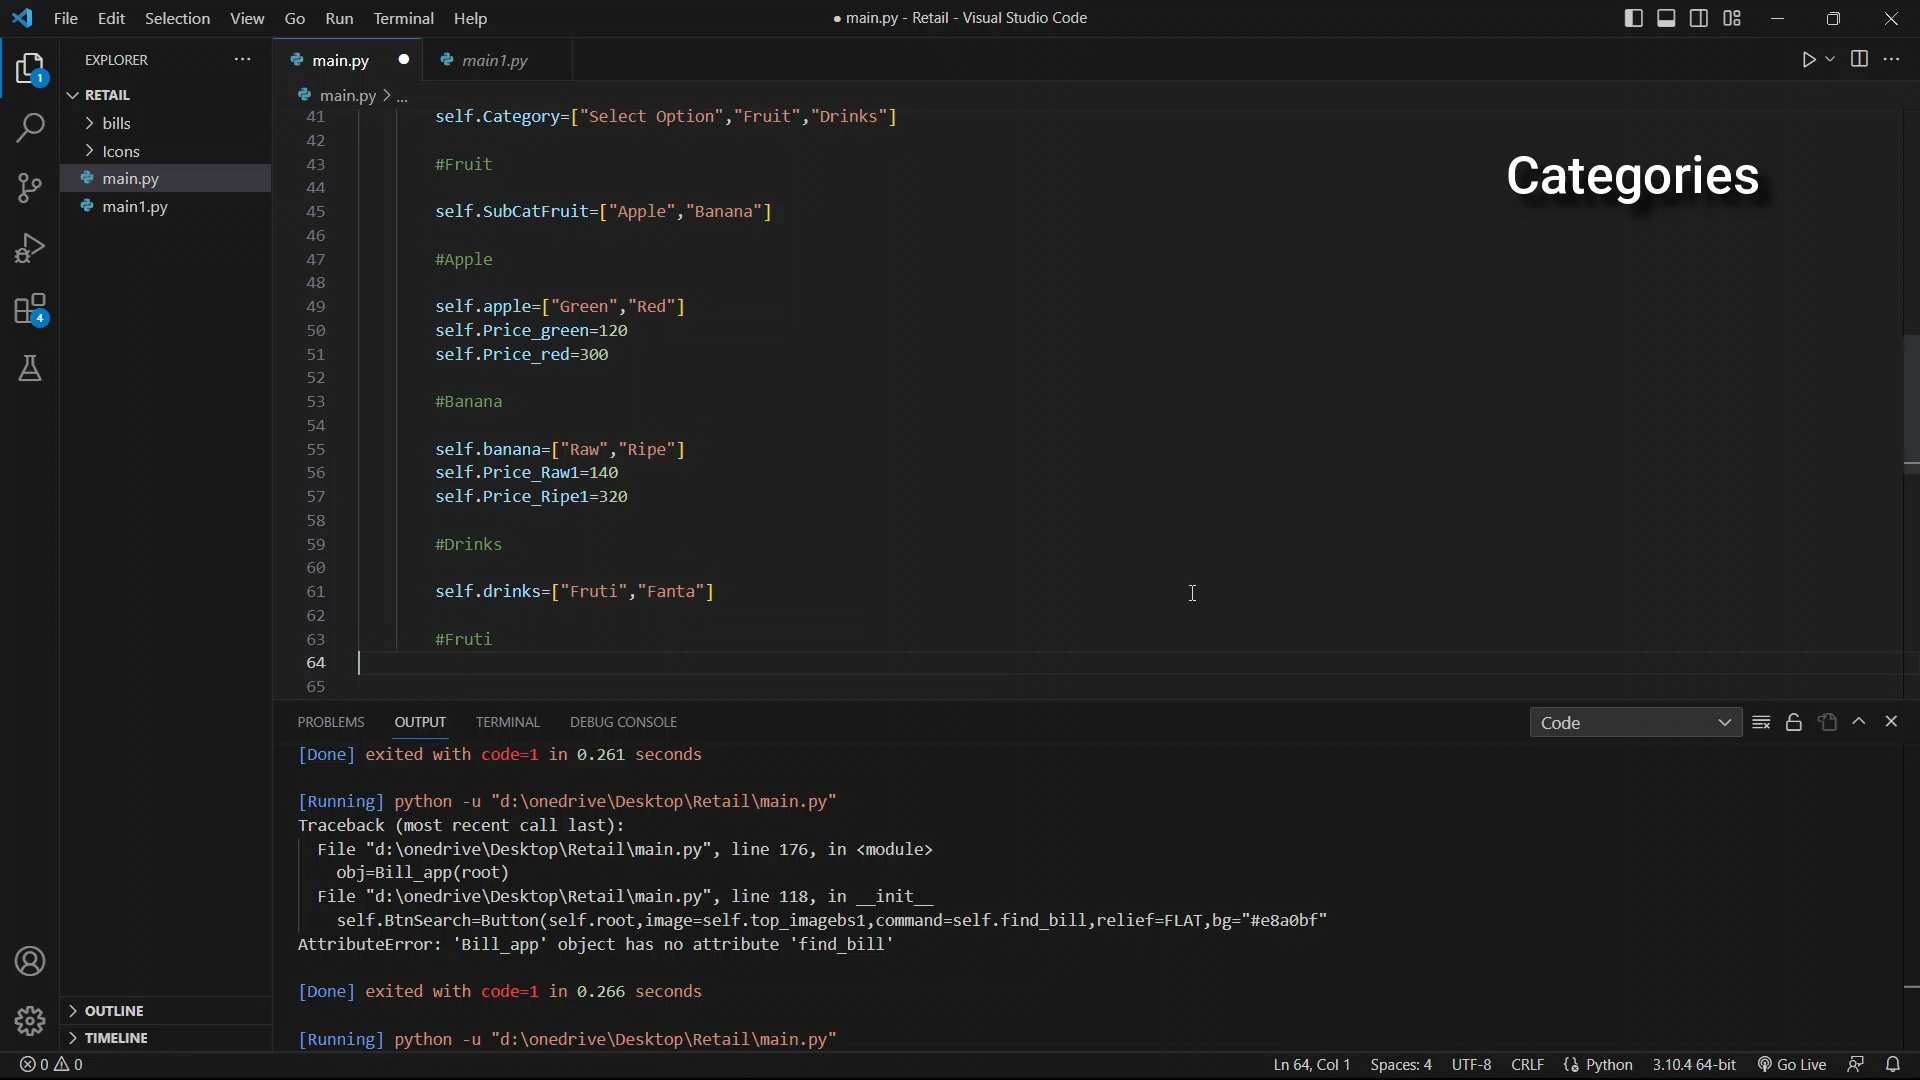 File Edit Selection View Go Run Terminal Help
● main.py - Retail - Visual Studio Code
EXPLORER
main.py
main1.py
1
RETAIL
main.py > ...
bills
Icons
main.py
main1.py
4
Categories
41 self.Category=["Select Option","Fruit","Drinks"]
42
43 #Fruit
44
45 self.SubCatFruit=["Apple","Banana"]
46
47 #Apple
48
49 self.apple=["Green","Red"]
50 self.Price_green=120
51 self.Price_red=300
52
53 #Banana
54
55 self.banana=["Raw","Ripe"]
56 self.Price_Raw1=140
57 self.Price_Ripe1=320
58
59 #Drinks
60
61 self.drinks=["Fruti","Fanta"]
62
63 #Fruti
64
65
PROBLEMS OUTPUT TERMINAL DEBUG CONSOLE
Code
[Done] exited with code=1 in 0.261 seconds
[Running] python -u "d:\onedrive\Desktop\Retail\main.py"
Traceback (most recent call last):
File "d:\onedrive\Desktop\Retail\main.py", line 176, in <module>
obj=Bill_app(root)
File "d:\onedrive\Desktop\Retail\main.py", line 118, in __init__
self.BtnSearch=Button(self.root,image=self.top_imagebs1,command=self.find_bill,relief=FLAT,bg="#e8a0bf"
AttributeError: 'Bill_app' object has no attribute 'find_bill'
[Done] exited with code=1 in 0.266 seconds
[Running] python -u "d:\onedrive\Desktop\Retail\main.py"
OUTLINE
TIMELINE
0 0
Ln 64, Col 1 Spaces: 4 UTF-8 CRLF Python 3.10.4 64-bit Go Live